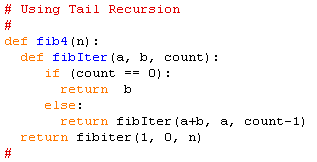 # Using Tail Recursion
#
def fib4(n):
  def fibIter(a, b, count):
     if (count == 0):
       return  b
     else:
       return fibIter(a+b, a, count-1)
  return fibiter(1, 0, n)
#